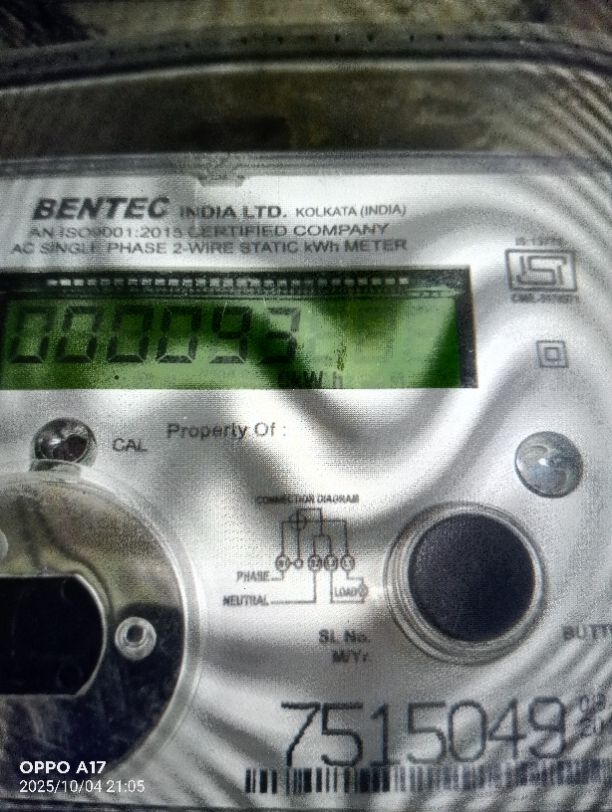 BENTEC INDIA LTD. KOLKATA (INDIA)
AN ISO9001:2015 CERTIFIED COMPANY
AC SINGLE PHASE 2-WIRE STATIC kWh METER
000093
kW h
CAL
Property Of :
CONNECTION DIAGRAM
PHASE
NEUTRAL
LOAD
Sl. No.
M/Yr.
7515049
OPPO A17
2025/10/04 21:05